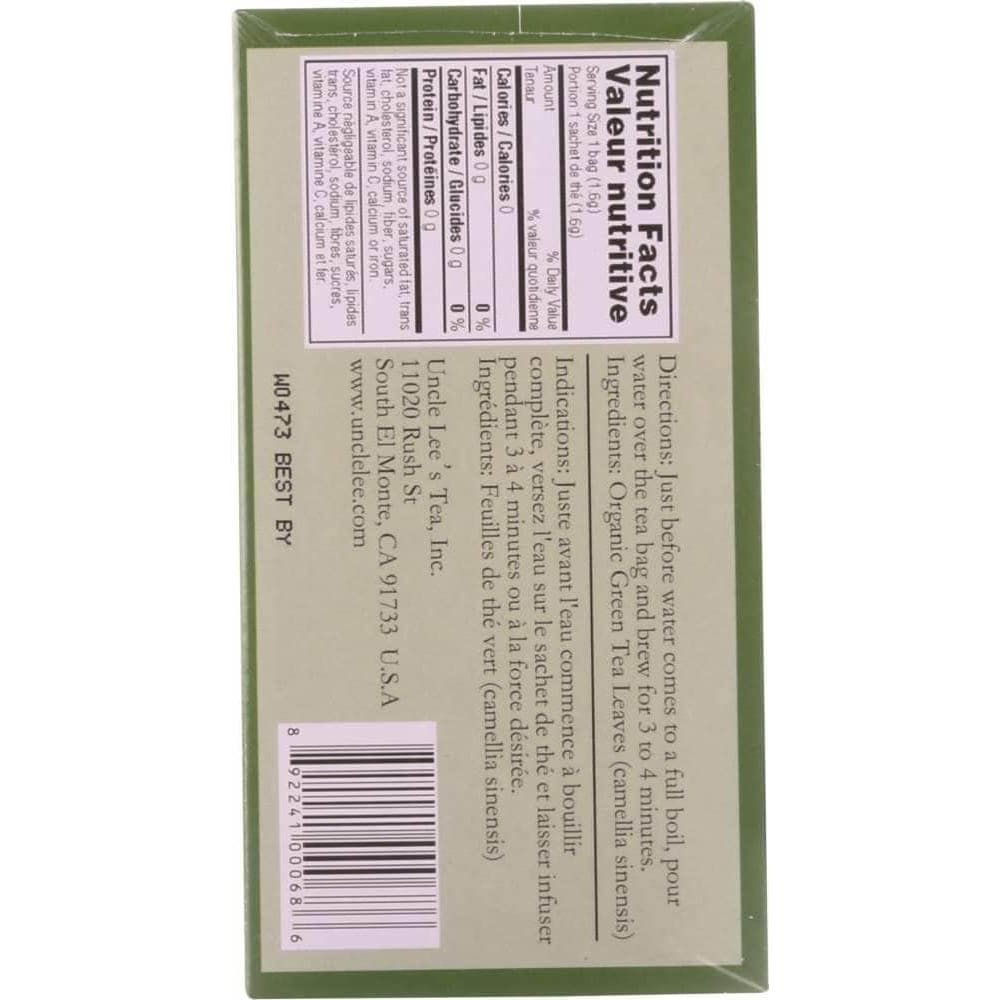 Nutrition Facts
Valeur nutritive
Serving Size 1 bag (1.6g)
Portion 1 sachet de thé (1.6g)
Amount % Daily Value
Tenaur % valeur quotidienne
Calories / Calories 0
Fat / Lipides 0 g 0 %
Carbohydrate / Glucides 0 g 0 %
Protein / Protéines 0 g
Not a significant source of saturated fat, trans
fat, cholesterol, sodium, fiber, sugars,
vitamin A, vitamin C, calcium or iron.
Source négligeable de lipides saturés, lipides
trans, cholestérol, sodium, fibres, sucres,
vitamine A, vitamine C, calcium et fer.
Directions: Just before water comes to a full boil, pour
water over the tea bag and brew for 3 to 4 minutes.
Ingredients: Organic Green Tea Leaves (camellia sinensis)
Indications: Juste avant l'eau commence à bouillir
complète, versez l'eau sur le sachet de thé et laisser infuser
pendant 3 à 4 minutes ou à la force désirée.
Ingrédients: Feuilles de thé vert (camellia sinensis)
Uncle Lee's Tea, Inc.
11020 Rush St
South El Monte, CA 91733 U.S.A
www.unclelee.com
W0473 BEST BY
8 92241 00068 6